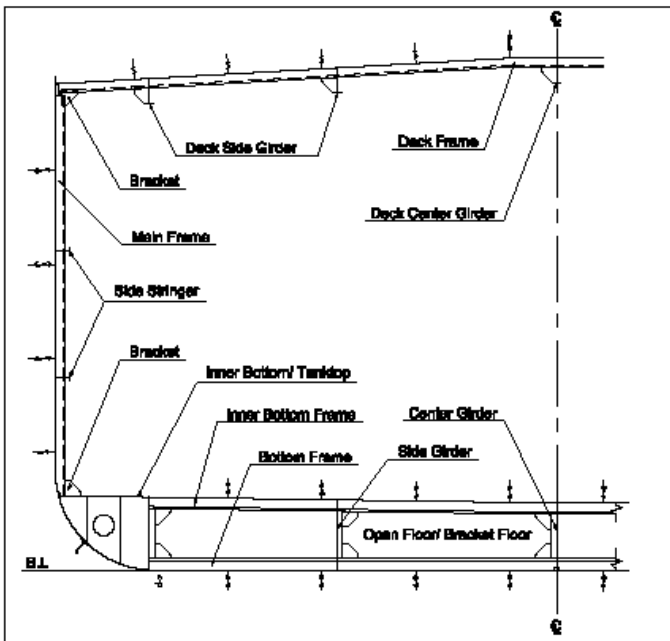 ℄
Deck Side Girder
Deck Frame
Bracket
Deck Center Girder
Main Frame
Side Stringer
Bracket
Inner Bottom/ Tanktop
Inner Bottom Frame
Center Girder
Side Girder
Bottom Frame
Open Floor/ Bracket Floor
B.T.
℄